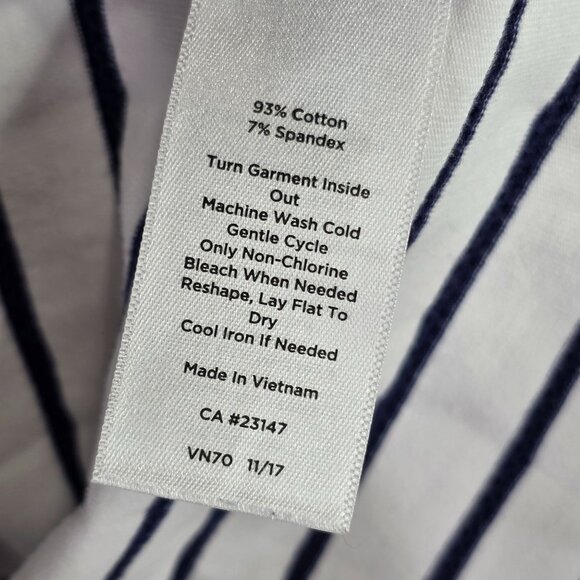 93% Cotton
7% Spandex
Turn Garment Inside
Out
Machine Wash Cold
Gentle Cycle
Only Non-Chlorine
Bleach When Needed
Reshape, Lay Flat To
Dry
Cool Iron If Needed
Made In Vietnam
CA #23147
VN70 11/17